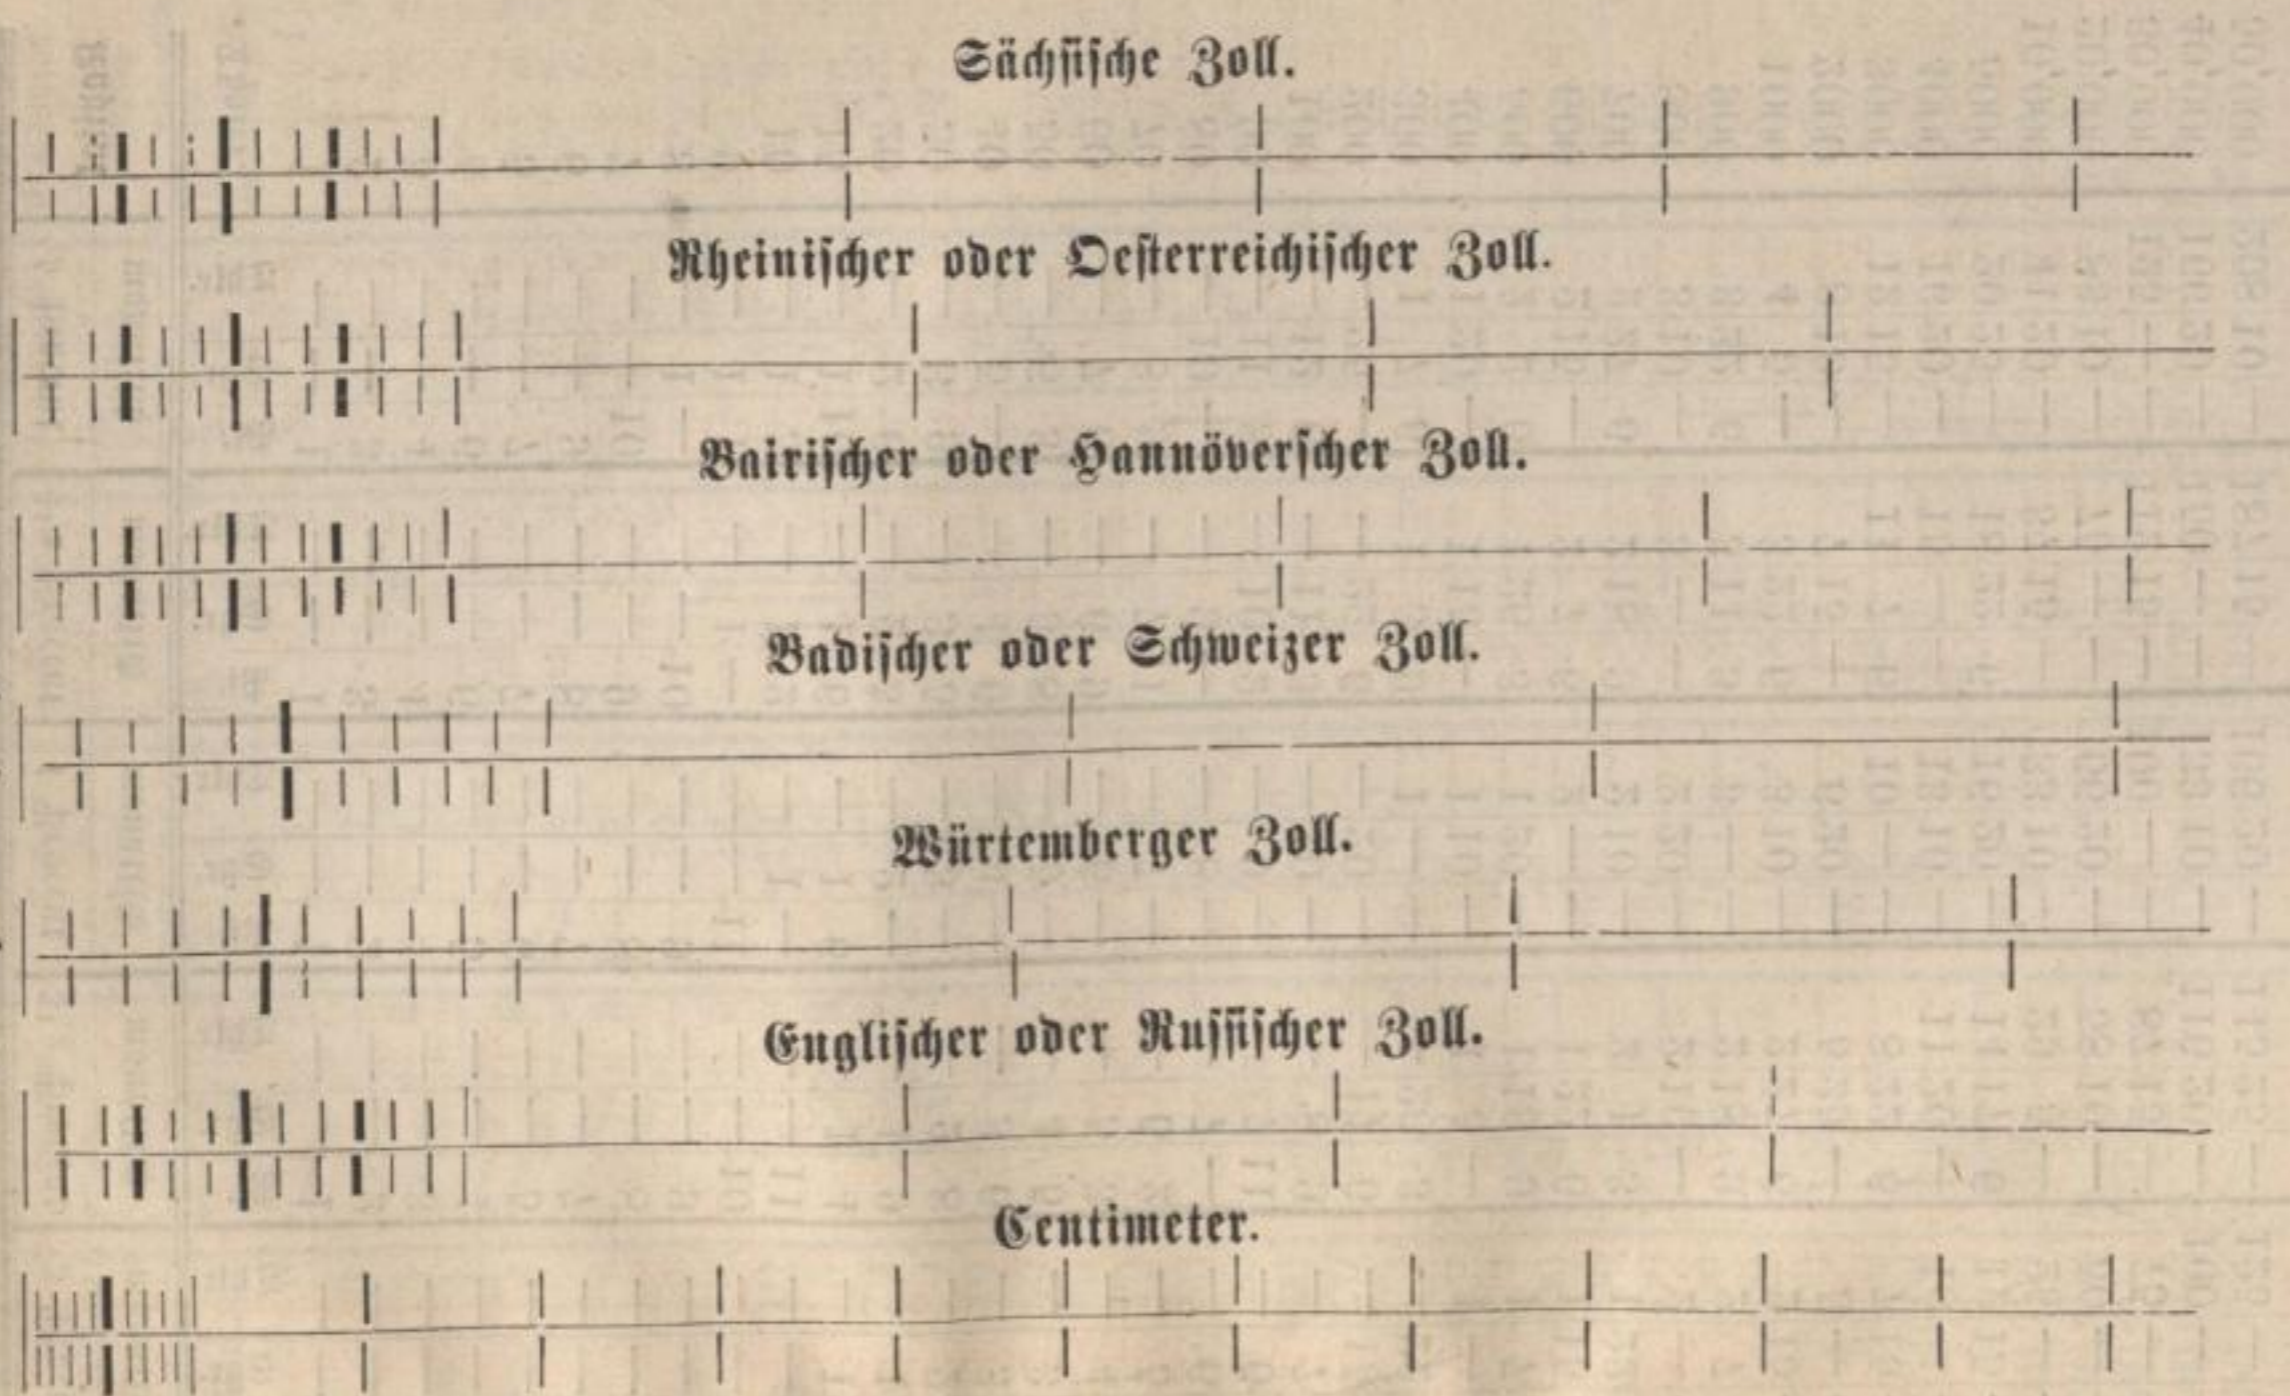 Sächsische Zoll.
Rheinischer oder Oesterreichischer Zoll.
Bairischer oder Hannöverscher Zoll.
Badischer oder Schweizer Zoll.
Würtemberger Zoll.
Englischer oder Russischer Zoll.
Centimeter.